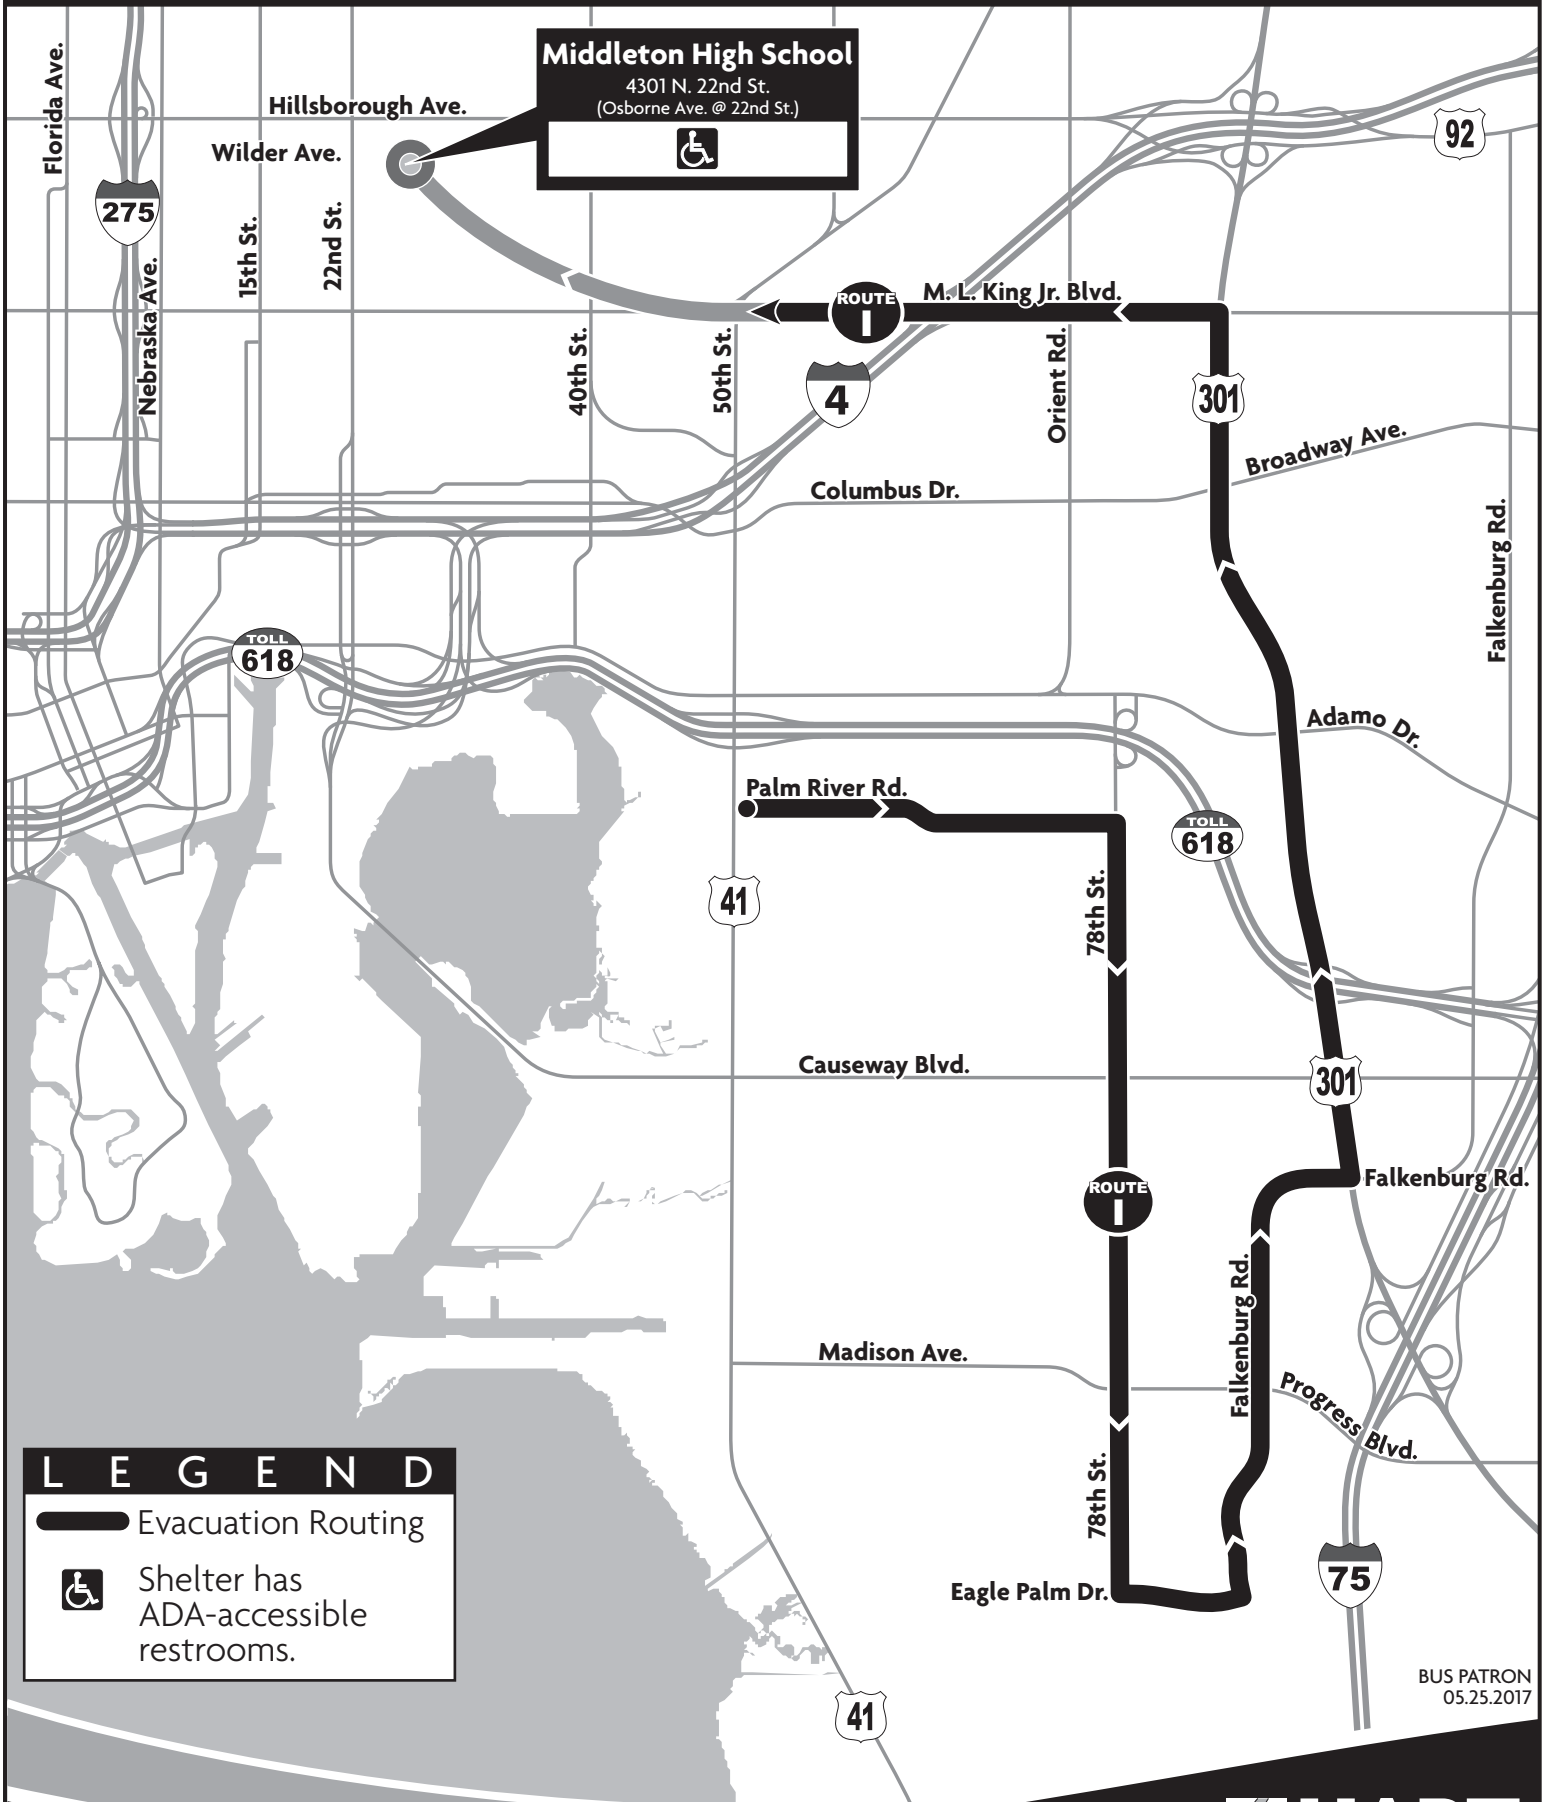 Middleton High School
4301 N. 22nd St.
(Osborne Ave. @ 22nd St.)
Florida Ave.
Hillsborough Ave.
Wilder Ave.
92
275
15th St.
22nd St.
Nebraska Ave.
ROUTE
I
M. L. King Jr. Blvd.
40th St.
50th St.
4
Orient Rd.
301
Broadway Ave.
Columbus Dr.
Falkenburg Rd.
TOLL
618
Adamo Dr.
Palm River Rd.
TOLL
618
41
78th St.
Causeway Blvd.
301
ROUTE
I
Falkenburg Rd.
Falkenburg Rd.
Madison Ave.
Progress Blvd.
78th St.
75
Eagle Palm Dr.
41
LEGEND
Evacuation Routing
Shelter has
ADA-accessible
restrooms.
BUS PATRON
05.25.2017